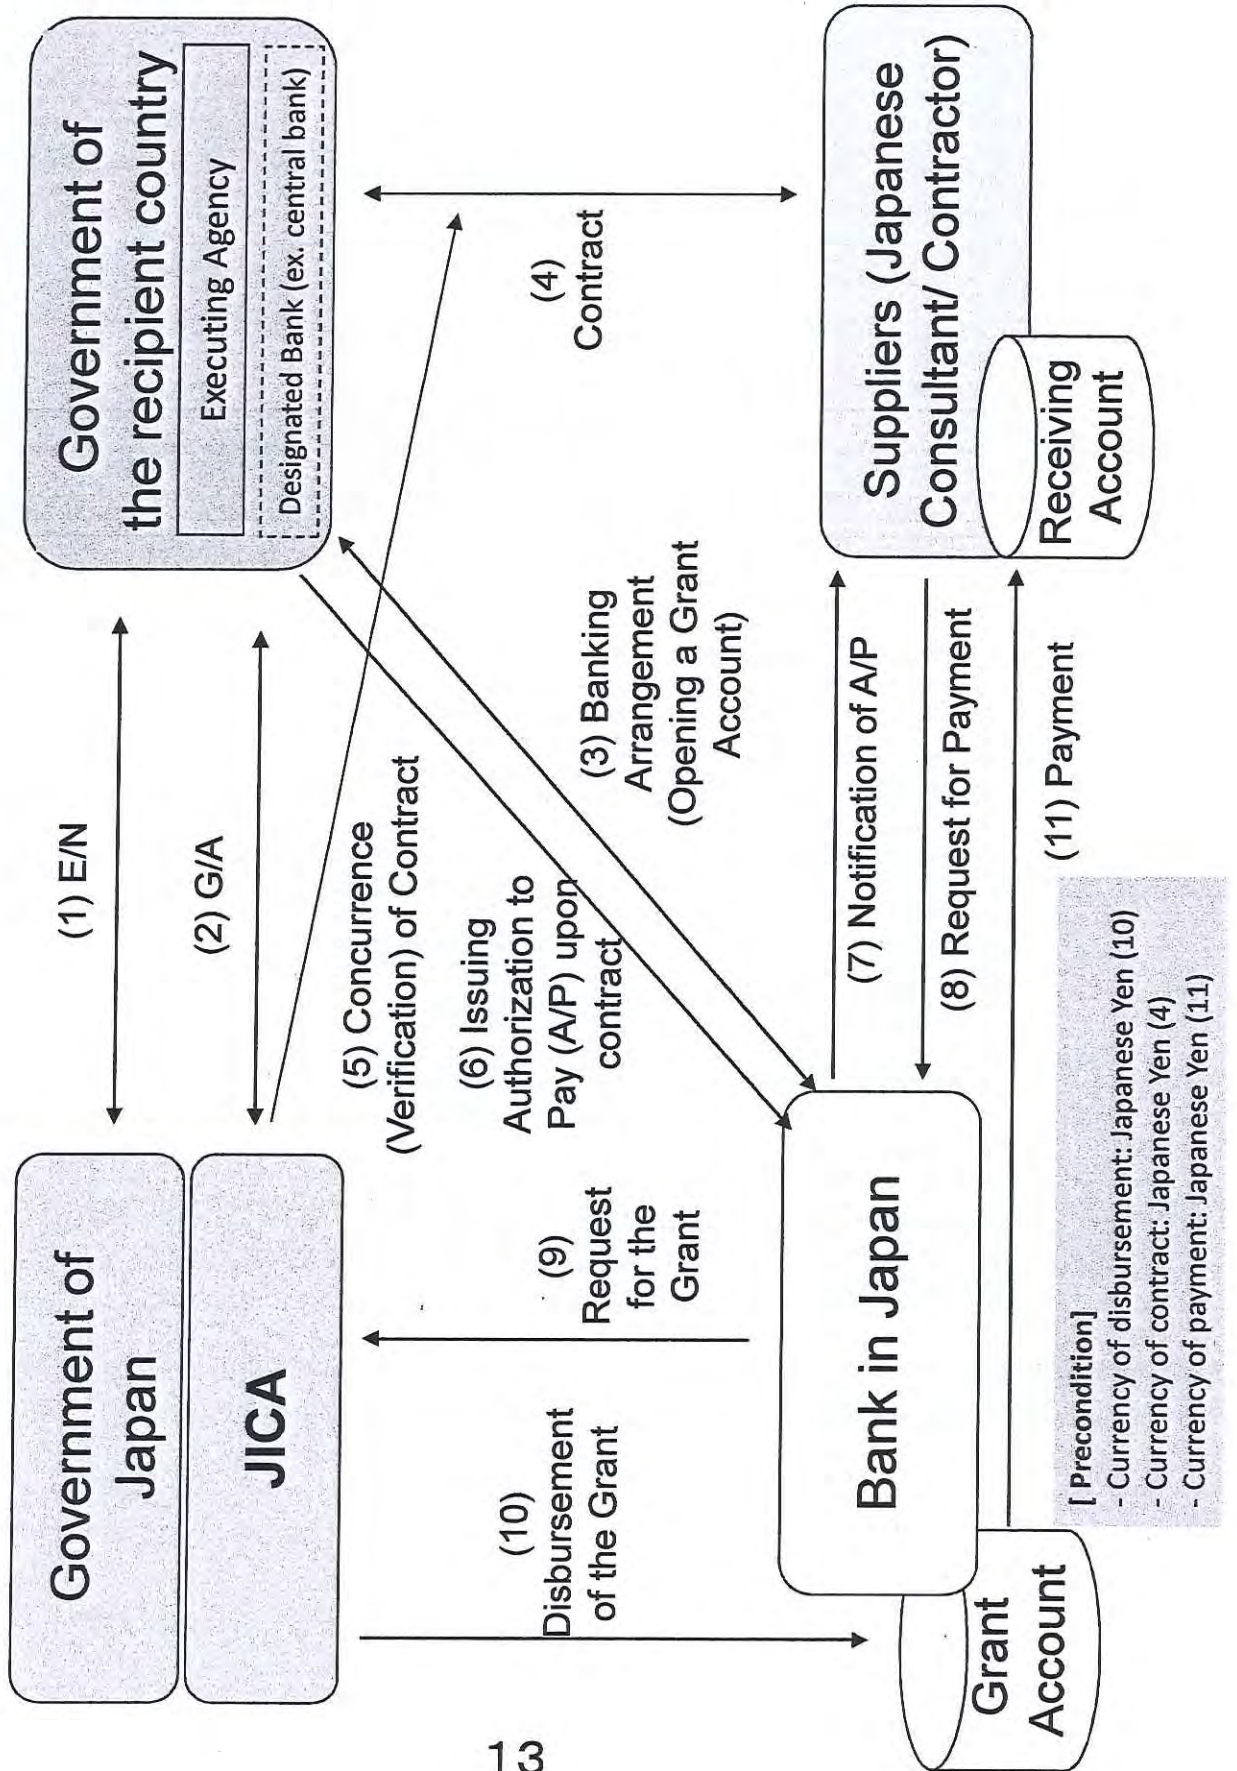 Government of
Japan
JICA
(1) E/N
(2) G/A
Government of
the recipient country
Executing Agency
Designated Bank (ex. central bank)
(5) Concurrence
(Verification) of Contract
(6) Issuing
Authorization to
Pay (A/P) upon
contract
(3) Banking
Arrangement
(Opening a Grant
Account)
(4)
Contract
(9)
Request
for the
Grant
(10)
Disbursement
of the Grant
Bank in Japan
Grant
Account
(7) Notification of A/P
(8) Request for Payment
(11) Payment
Suppliers (Japanese
Consultant/ Contractor)
Receiving
Account
[ Precondition]
- Currency of disbursement: Japanese Yen (10)
- Currency of contract: Japanese Yen (4)
- Currency of payment: Japanese Yen (11)
13